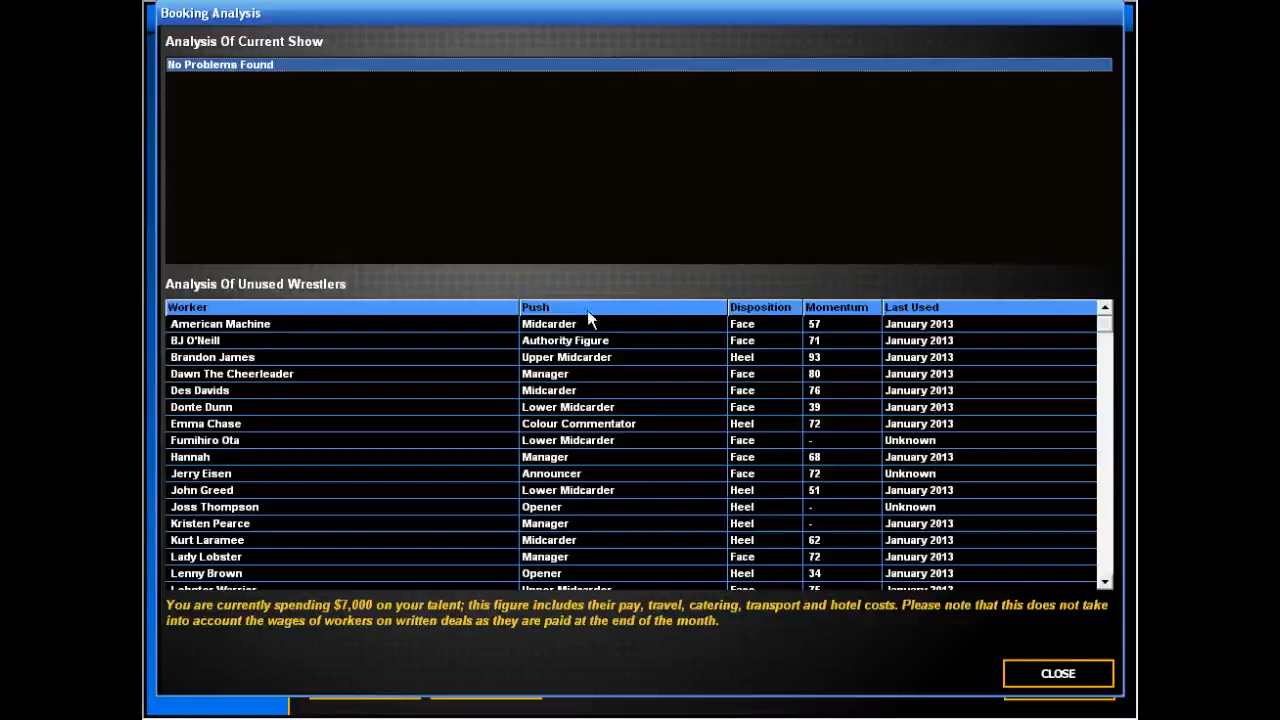 Booking Analysis
Analysis Of Current Show
No Problems Found
Analysis Of Unused Wrestlers
Worker Push Disposition Momentum Last Used
American Machine Midcarder Face 57 January 2013
BJ O'Neill Authority Figure Face 71 January 2013
Brandon James Upper Midcarder Heel 93 January 2013
Dawn The Cheerleader Manager Face 80 January 2013
Des Davids Midcarder Face 76 January 2013
Donte Dunn Lower Midcarder Face 39 January 2013
Emma Chase Colour Commentator Heel 72 January 2013
Fumihiro Ota Lower Midcarder Face - Unknown
Hannah Manager Face 68 January 2013
Jerry Eisen Announcer Face 72 Unknown
John Greed Lower Midcarder Heel 51 January 2013
Joss Thompson Opener Heel - Unknown
Kristen Pearce Manager Heel - January 2013
Kurt Laramee Midcarder Heel 62 January 2013
Lady Lobster Manager Face 72 January 2013
Lenny Brown Opener Heel 34 January 2013
Lobster Warrior Upper Midcarder Face 75 January 2013
You are currently spending $7,000 on your talent; this figure includes their pay, travel, catering, transport and hotel costs. Please note that this does not take
into account the wages of workers on written deals as they are paid at the end of the month.
CLOSE